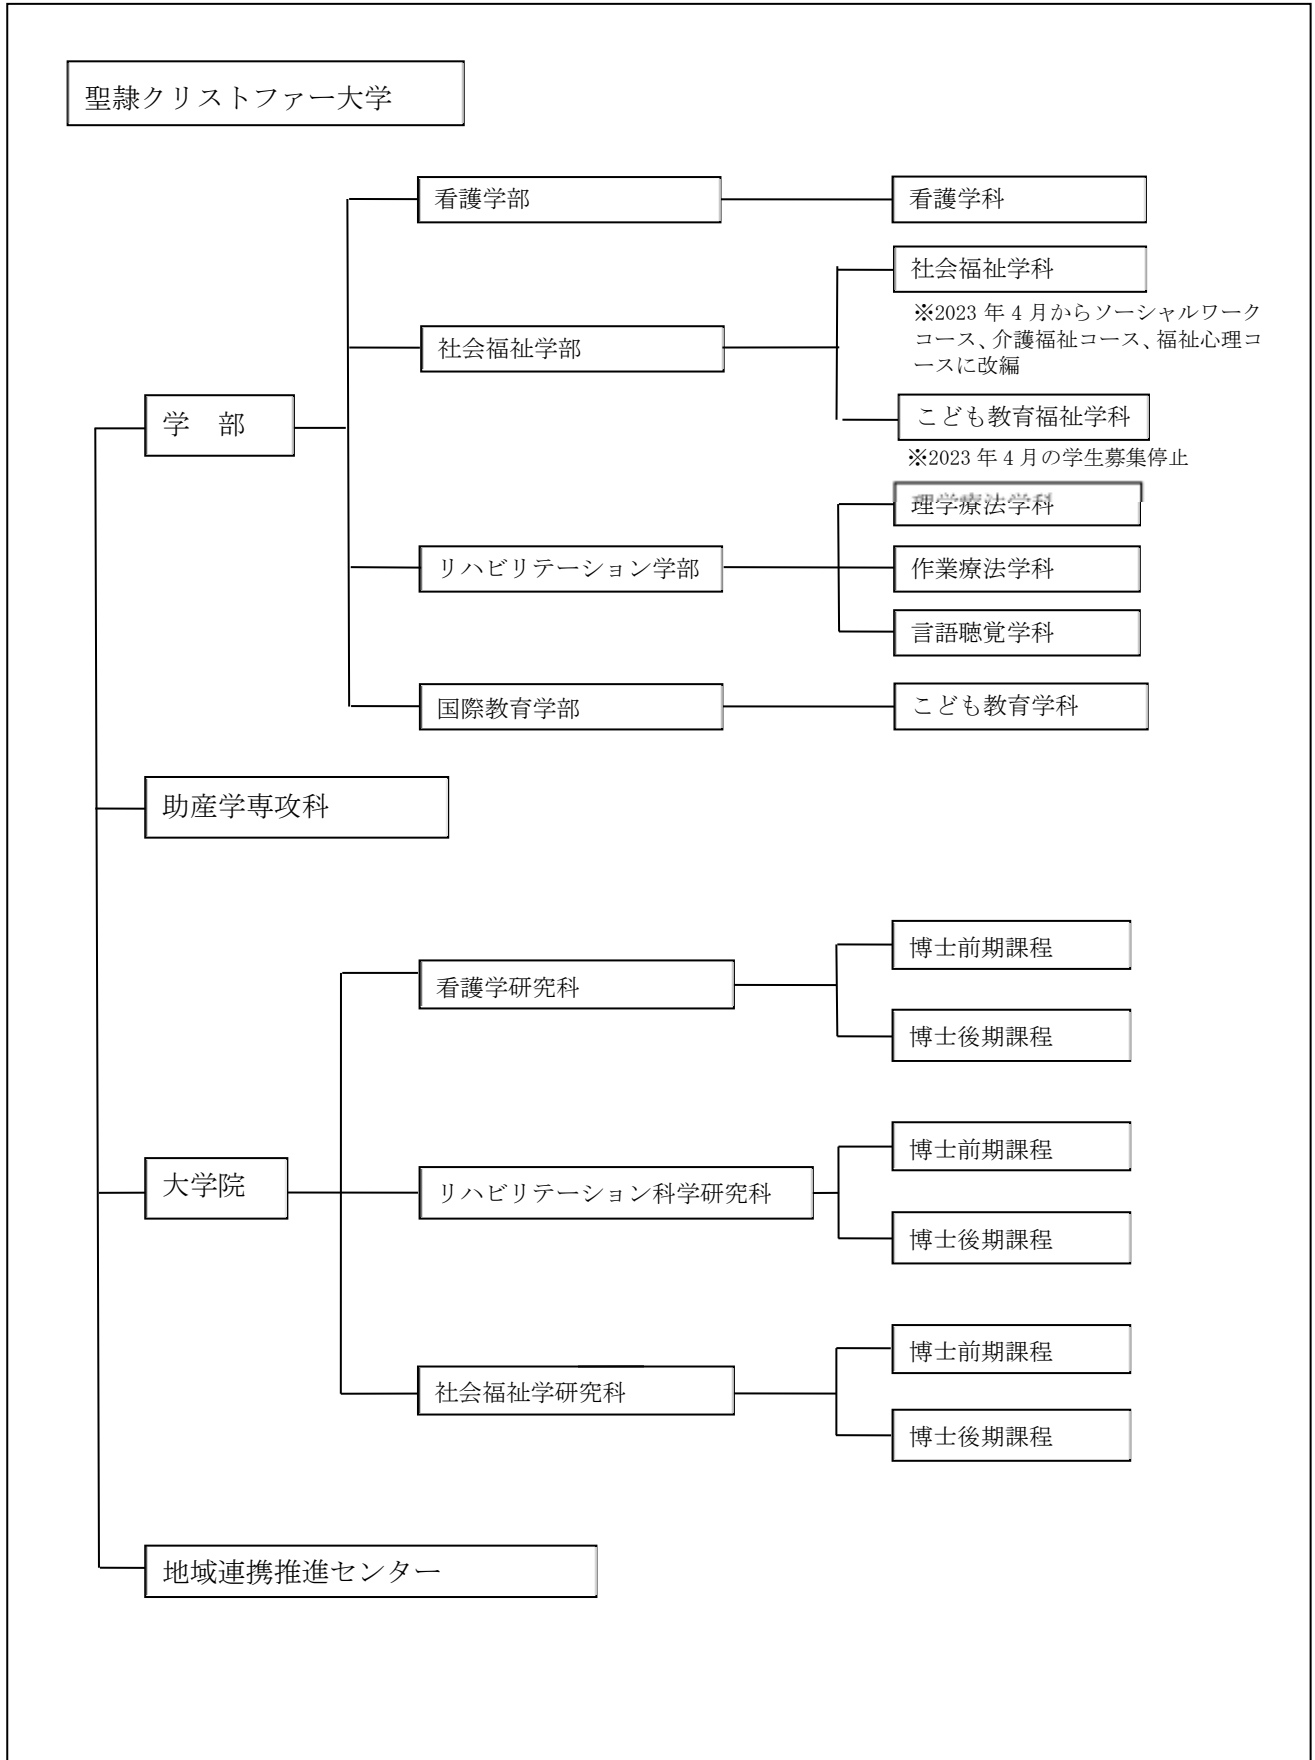 聖隷クリストファー大学
看護学部
看護学科
社会福祉学科
※2023 年 4 月からソーシャルワーク
コース、介護福祉コース、福祉心理コ
ースに改編
社会福祉学部
学　部
こども教育福祉学科
※2023 年 4 月の学生募集停止
理学療法学科
リハビリテーション学部
作業療法学科
言語聴覚学科
国際教育学部
こども教育学科
助産学専攻科
博士前期課程
看護学研究科
博士後期課程
博士前期課程
大学院
リハビリテーション科学研究科
博士後期課程
博士前期課程
社会福祉学研究科
博士後期課程
地域連携推進センター